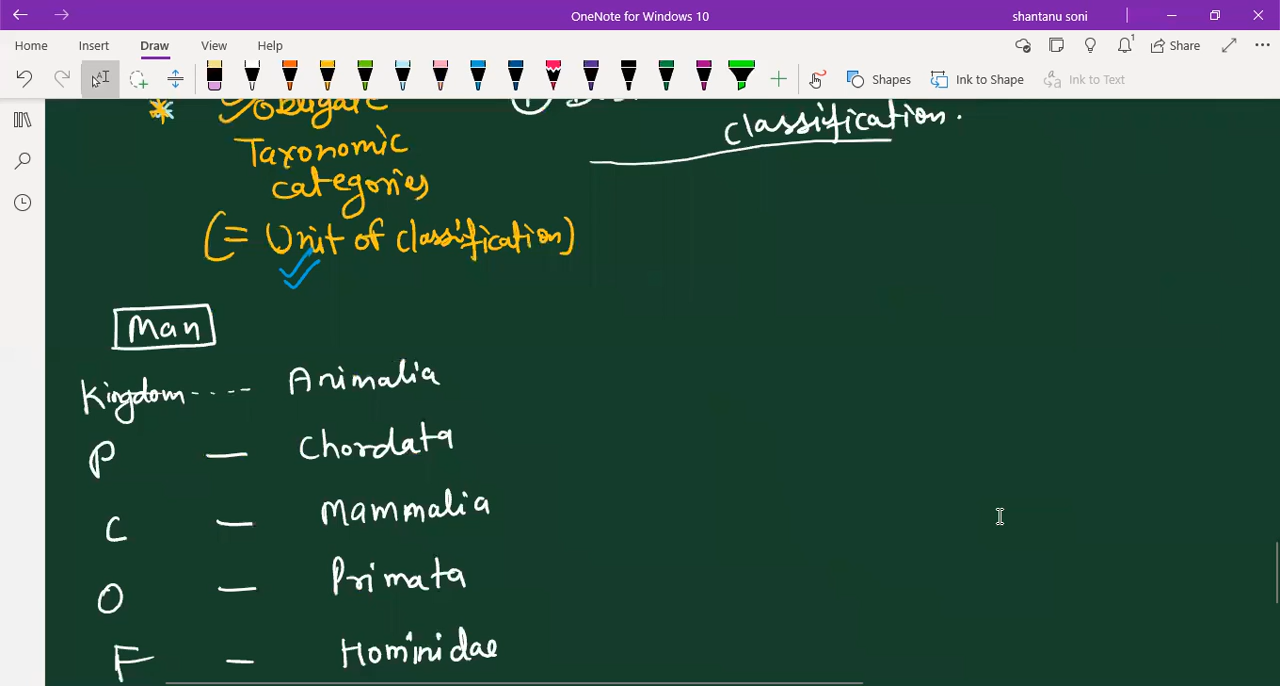 OneNote for Windows 10
shantanu soni
Home Insert Draw View Help
Share
Shapes
Ink to Shape
Ink to Text
Obligate
Taxonomic
categories
(= Unit of classification)
classification.
Man
Kingdom .... Animalia
P — Chordata
C — Mammalia
O — Primata
F — Hominidae